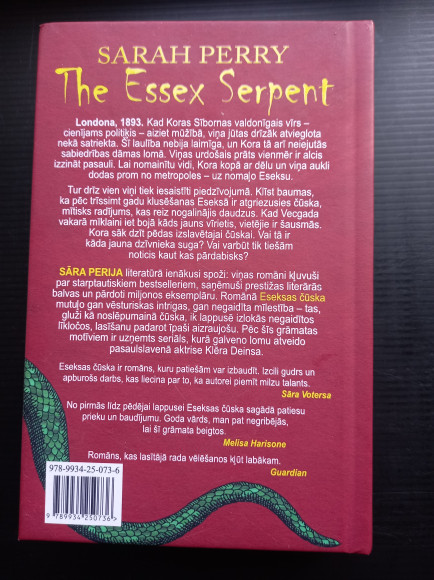 SARAH PERRY
The Essex Serpent
Londona, 1893. Kad Koras Sībornas valdonīgais vīrs –
cienījams politiķis – aiziet mūžībā, viņa jūtas drīzāk atvieglota
nekā satriekta. Šī laulība nebija laimīga, un Kora tā arī neiejutās
sabiedrības dāmas lomā. Viņas urdošais prāts vienmēr ir alcis
izzināt pasauli. Lai nomainītu vidi, Kora kopā ar dēlu un viņa aukli
dodas prom no metropoles – uz nomaļo Eseksu.
Tur drīz vien viņi tiek iesaistīti piedzīvojumā. Klīst baumas,
ka pēc trīssimt gadu klusēšanas Eseksā ir atgriezusies čūska,
mītisks radījums, kas reiz nogalinājis daudzus. Kad Vecgada
vakarā mīklaini iet bojā kāds jauns vīrietis, vietējie ir šausmās.
Kora sāk dzīt pēdas izslavētajai čūskai. Vai tā ir
kāda jauna dzīvnieka suga? Vai varbūt tik tiešām
noticis kaut kas pārdabisks?
SĀRA PERIJA literatūrā ienākusi spoži: viņas romāni kļuvuši
par starptautiskiem bestselleriem, saņēmuši prestižas literārās
balvas un pārdoti miljonos eksemplāru. Romānā Eseksas čūska
mutuļo gan vēsturiskas intrigas, gan negaidīta mīlestība – tas,
gluži kā noslēpumainā čūska, ik lappusē izlokās negaidītos
līkločos, lasīšanu padarot īpaši aizraujošu. Pēc šīs grāmatas
motīviem ir uzņemts seriāls, kurā galveno lomu atveido
pasaulslavenā aktrise Klēra Deinsa.
Eseksas čūska ir romāns, kuru patiešām var izbaudīt. Izcili gudrs un
apburošs darbs, kas liecina par to, ka autorei piemīt milzu talants.
Sāra Votersa
No pirmās līdz pēdējai lappusei Eseksas čūska sagādā patiesu
prieku un baudījumu. Goda vārds, man pat negribējās,
lai šī grāmata beigtos.
Melisa Harisone
Romāns, kas lasītājā rada vēlēšanos kļūt labākam.
Guardian
978-9934-25-073-6
9 789934 250736 >